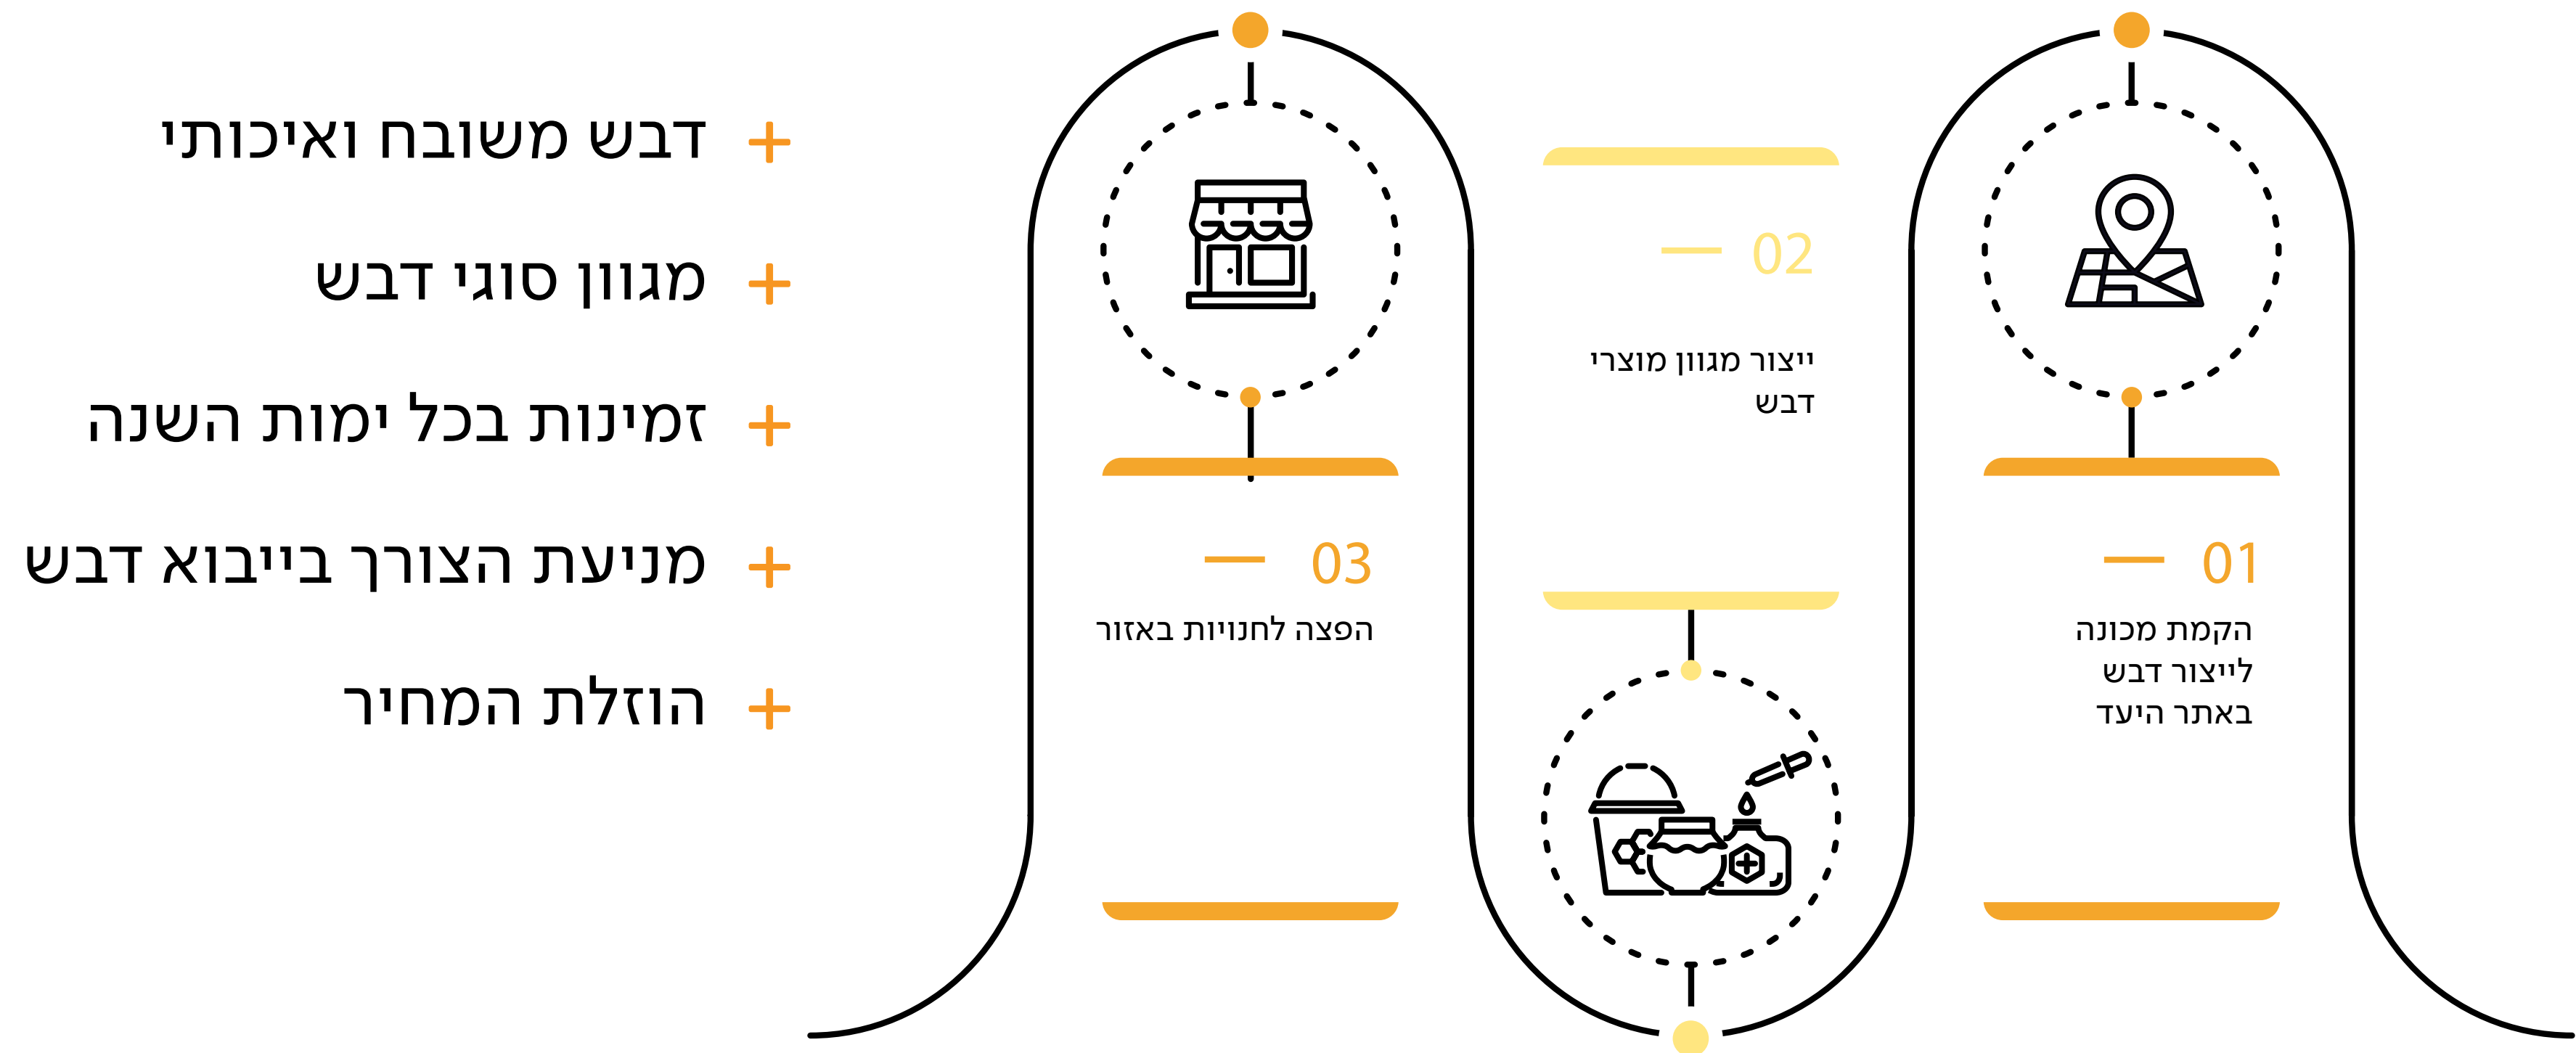 01 —
הקמת מכונה
לייצור דבש
באתר היעד
02 —
ייצור מגוון מוצרי
דבש
03 —
הפצה לחנויות באזור
+ דבש משובח ואיכותי
+ מגוון סוגי דבש
+ זמינות בכל ימות השנה
+ מניעת הצורך בייבוא דבש
+ הוזלת המחיר